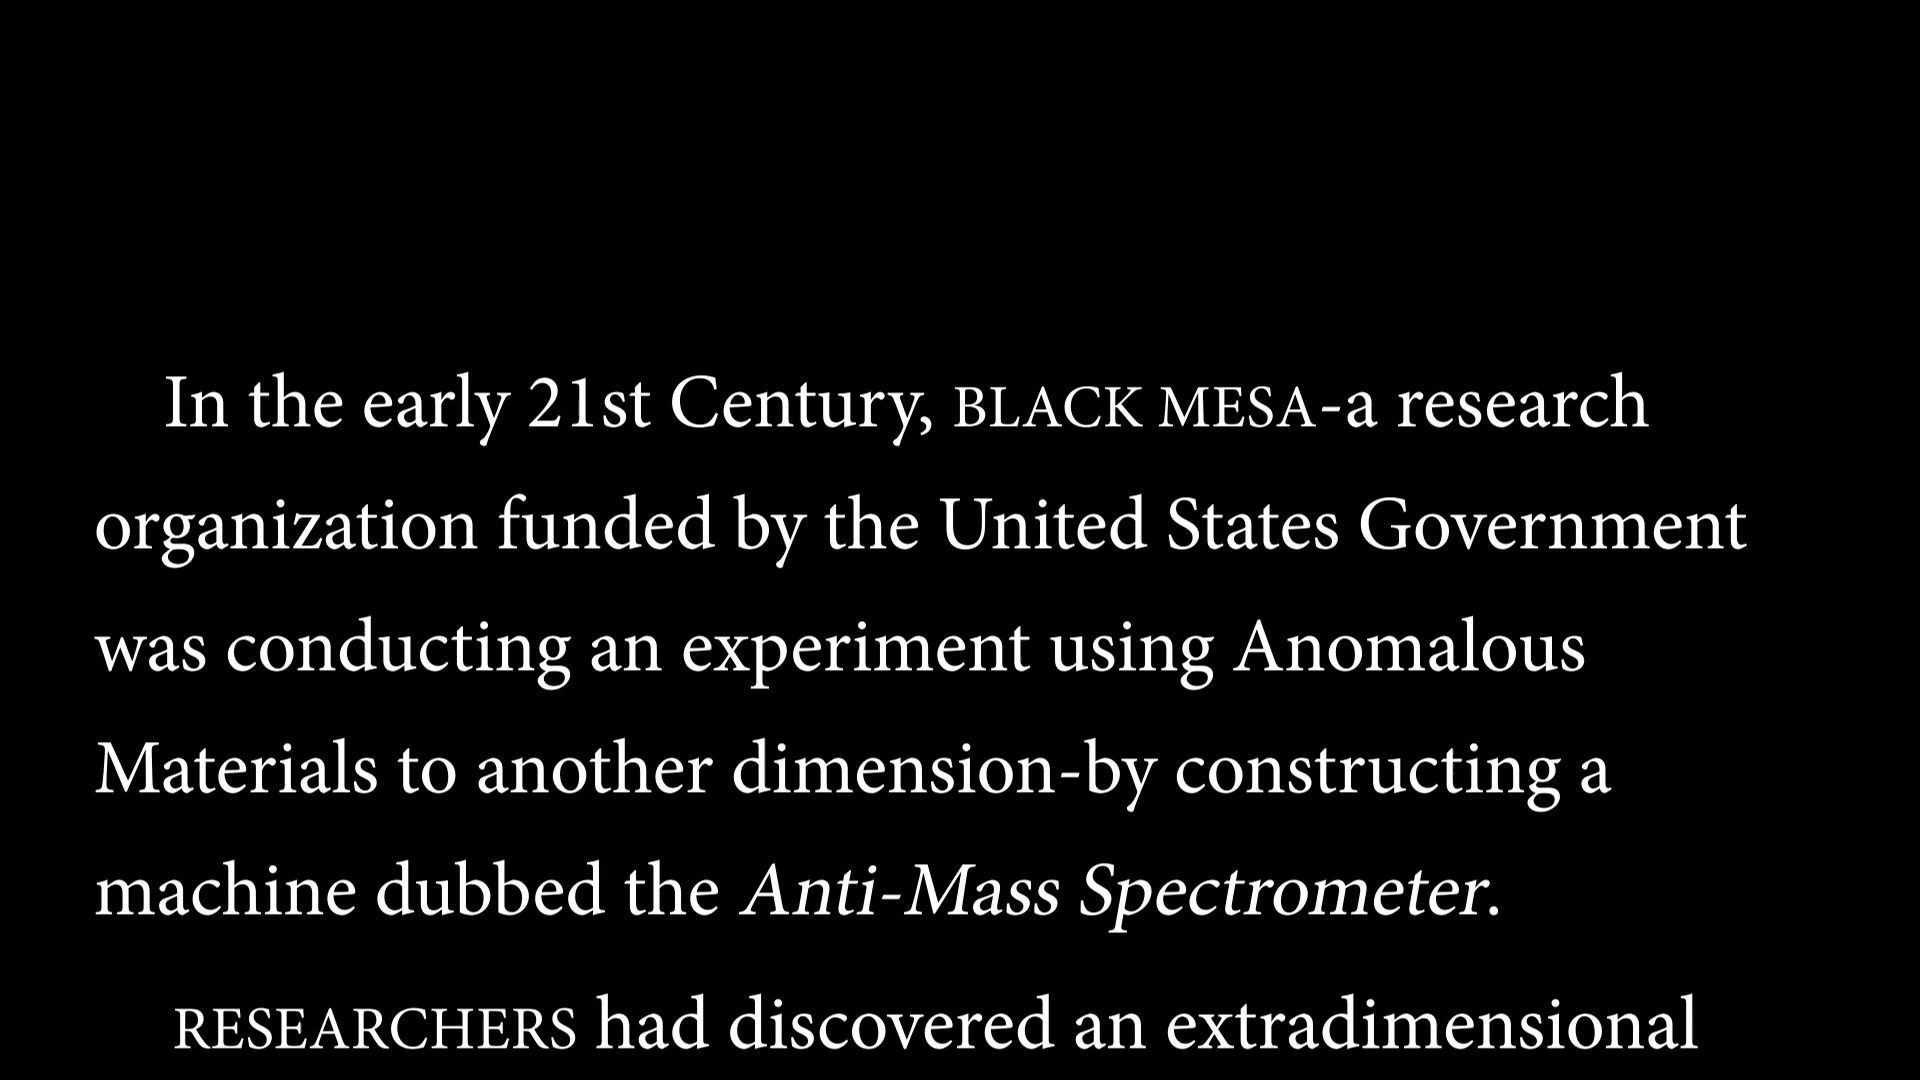 In the early 21st Century, BLACK MESA-a research
organization funded by the United States Government
was conducting an experiment using Anomalous
Materials to another dimension-by constructing a
machine dubbed the Anti-Mass Spectrometer.
RESEARCHERS had discovered an extradimensional